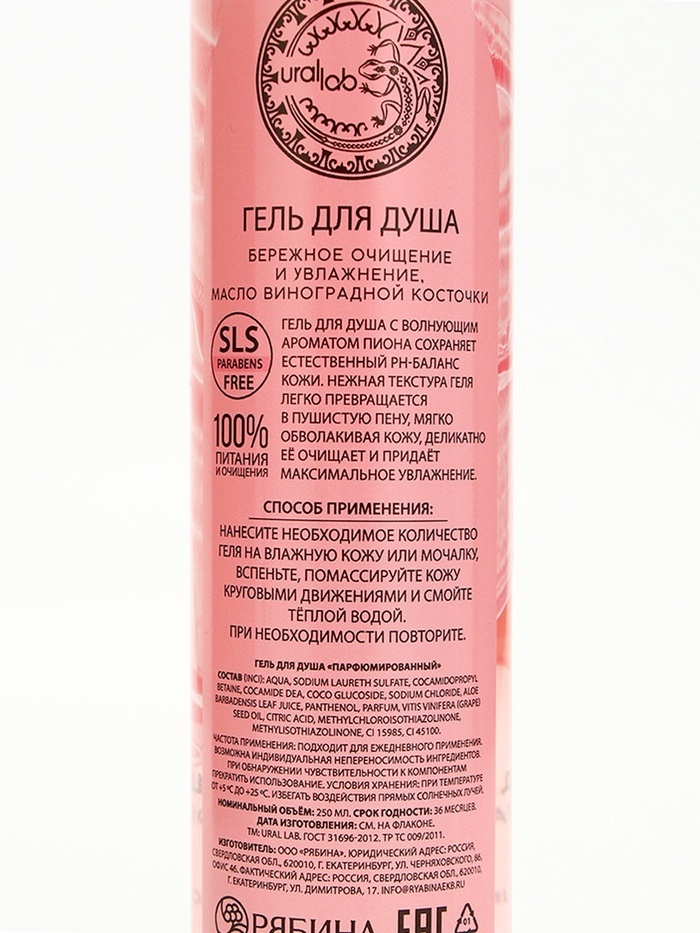 ural lab
ГЕЛЬ ДЛЯ ДУША
БЕРЕЖНОЕ ОЧИЩЕНИЕ
И УВЛАЖНЕНИЕ,
МАСЛО ВИНОГРАДНОЙ КОСТОЧКИ
SLS
PARABENS
FREE
100%
ПИТАНИЯ
И ОЧИЩЕНИЯ
ГЕЛЬ ДЛЯ ДУША С ВОЛНУЮЩИМ
АРОМАТОМ ПИОНА СОХРАНЯЕТ
ЕСТЕСТВЕННЫЙ PH-БАЛАНС
КОЖИ. НЕЖНАЯ ТЕКСТУРА ГЕЛЯ
ЛЕГКО ПРЕВРАЩАЕТСЯ
В ПУШИСТУЮ ПЕНУ, МЯГКО
ОБВОЛАКИВАЯ КОЖУ, ДЕЛИКАТНО
ЕЁ ОЧИЩАЕТ И ПРИДАЁТ
МАКСИМАЛЬНОЕ УВЛАЖНЕНИЕ.
СПОСОБ ПРИМЕНЕНИЯ:
НАНЕСИТЕ НЕОБХОДИМОЕ КОЛИЧЕСТВО
ГЕЛЯ НА ВЛАЖНУЮ КОЖУ ИЛИ МОЧАЛКУ,
ВСПЕНЬТЕ, ПОМАССИРУЙТЕ КОЖУ
КРУГОВЫМИ ДВИЖЕНИЯМИ И СМОЙТЕ
ТЁПЛОЙ ВОДОЙ.
ПРИ НЕОБХОДИМОСТИ ПОВТОРИТЕ.
ГЕЛЬ ДЛЯ ДУША «ПАРФЮМИРОВАННЫЙ»
СОСТАВ (INCI): AQUA, SODIUM LAURETH SULFATE, COCAMIDOPROPYL
BETAINE, COCAMIDE DEA, COCO GLUCOSIDE, SODIUM CHLORIDE, ALOE
BARBADENSIS LEAF JUICE, PANTHENOL, PARFUM, VITIS VINIFERA (GRAPE)
SEED OIL, CITRIC ACID, METHYLCHLOROISOTHIAZOLINONE,
METHYLISOTHIAZOLINONE, CI 15985, CI 45100.
ЧАСТОТА ПРИМЕНЕНИЯ: ПОДХОДИТ ДЛЯ ЕЖЕДНЕВНОГО ПРИМЕНЕНИЯ.
ВОЗМОЖНА ИНДИВИДУАЛЬНАЯ НЕПЕРЕНОСИМОСТЬ ИНГРЕДИЕНТОВ.
ПРИ ОБНАРУЖЕНИИ ЧУВСТВИТЕЛЬНОСТИ К КОМПОНЕНТАМ
ПРЕКРАТИТЬ ИСПОЛЬЗОВАНИЕ. УСЛОВИЯ ХРАНЕНИЯ: ПРИ ТЕМПЕРАТУРЕ
ОТ +5 ºС ДО +25 ºС. ИЗБЕГАТЬ ВОЗДЕЙСТВИЯ ПРЯМЫХ СОЛНЕЧНЫХ ЛУЧЕЙ.
НОМИНАЛЬНЫЙ ОБЪЁМ: 250 МЛ. СРОК ГОДНОСТИ: 36 МЕСЯЦЕВ.
ДАТА ИЗГОТОВЛЕНИЯ: СМ. НА ФЛАКОНЕ.
TM: URAL LAB. ГОСТ 31696-2012. ТР ТС 009/2011.
ИЗГОТОВИТЕЛЬ: ООО «РЯБИНА». ЮРИДИЧЕСКИЙ АДРЕС: РОССИЯ,
СВЕРДЛОВСКАЯ ОБЛ., 620010, Г. ЕКАТЕРИНБУРГ, УЛ. ЧЕРНЯХОВСКОГО, 86,
ОФИС 46. ФАКТИЧЕСКИЙ АДРЕС: РОССИЯ, СВЕРДЛОВСКАЯ ОБЛ., 620010,
Г. ЕКАТЕРИНБУРГ, УЛ. ДИМИТРОВА, 17. INFO@RYABINAEKB.RU
РЯБИНА EAC 01